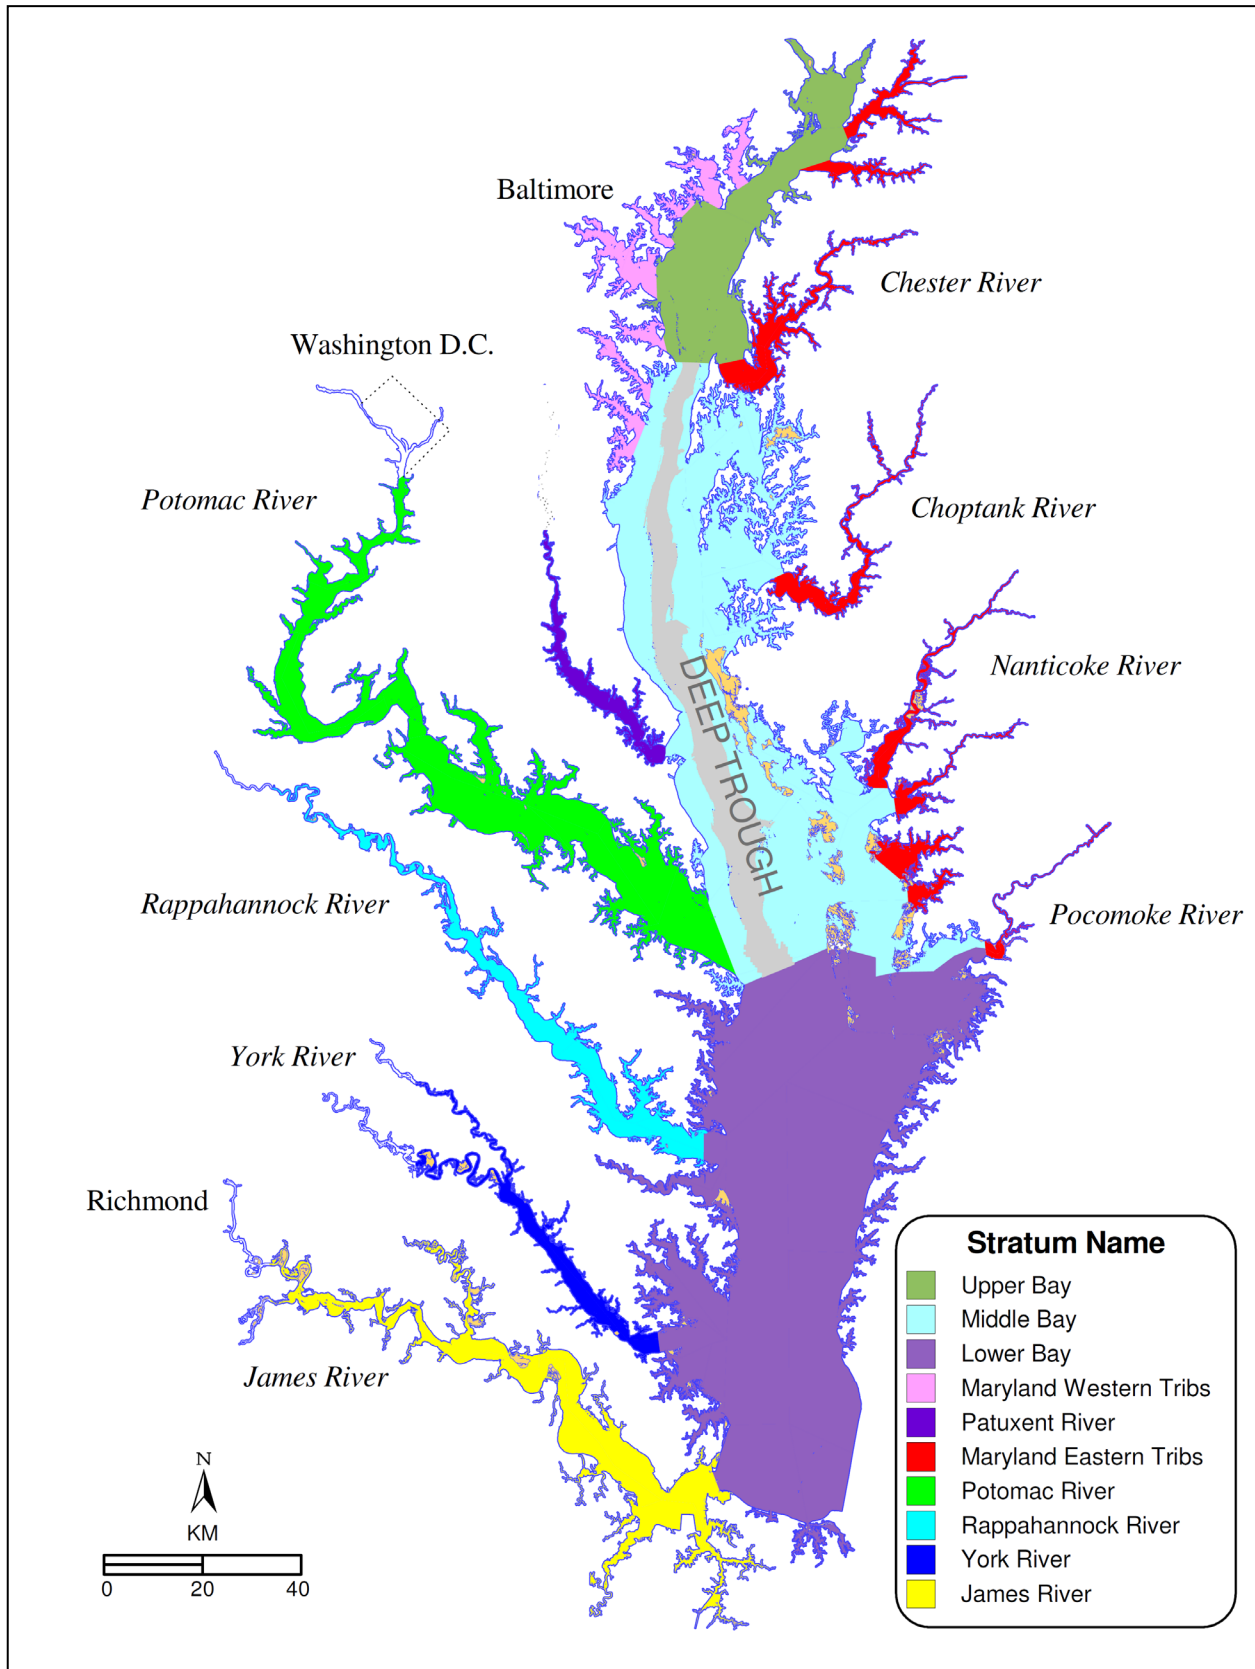 Baltimore
Chester River
Washington D.C.
Potomac River
Choptank River
Nanticoke River
DEEP TROUGH
Rappahannock River
Pocomoke River
York River
Richmond
James River
Stratum Name
Upper Bay
Middle Bay
Lower Bay
Maryland Western Tribs
Patuxent River
Maryland Eastern Tribs
Potomac River
Rappahannock River
York River
James River
N
KM
0 20 40